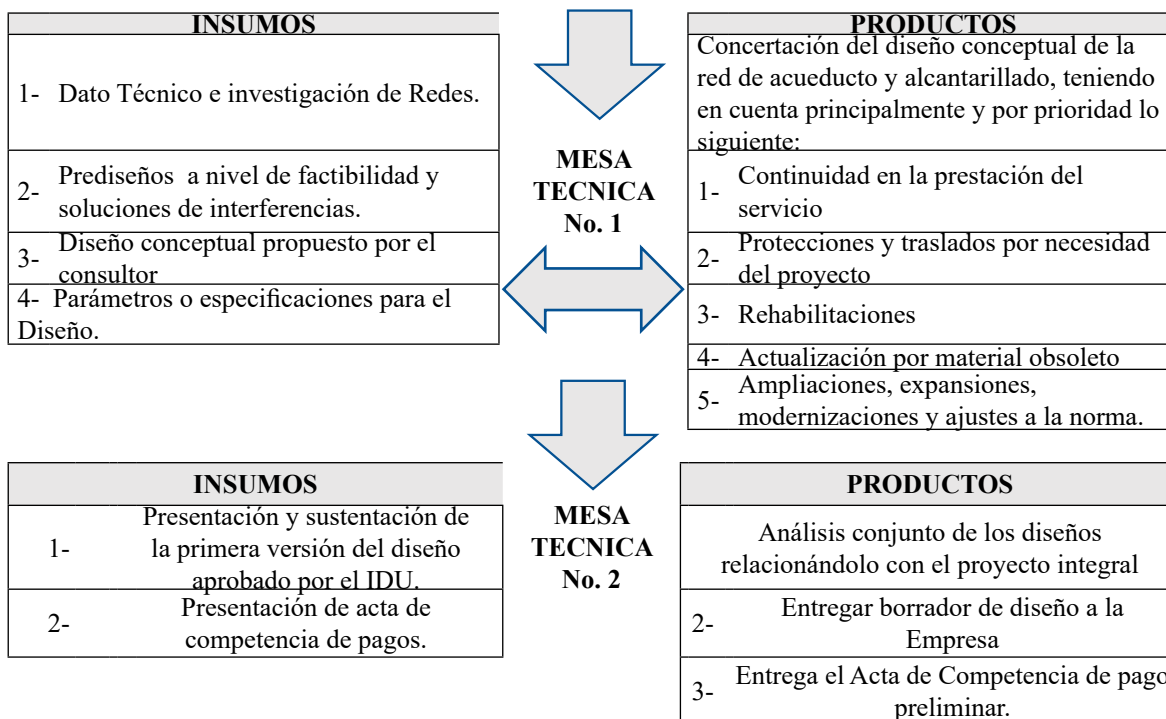 INSUMOS
1- Dato Técnico e investigación de Redes.
2- Prediseños a nivel de factibilidad y
soluciones de interferencias.
3- Diseño conceptual propuesto por el
consultor
4- Parámetros o especificaciones para el
Diseño.
MESA
TECNICA
No. 1
PRODUCTOS
Concertación del diseño conceptual de la
red de acueducto y alcantarillado, teniendo
en cuenta principalmente y por prioridad lo
siguiente:
1- Continuidad en la prestación del
servicio
2- Protecciones y traslados por necesidad
del proyecto
3- Rehabilitaciones
4- Actualización por material obsoleto
5- Ampliaciones, expansiones,
modernizaciones y ajustes a la norma.
INSUMOS
1- Presentación y sustentación de
la primera versión del diseño
aprobado por el IDU.
2- Presentación de acta de
competencia de pagos.
MESA
TECNICA
No. 2
PRODUCTOS
Análisis conjunto de los diseños
relacionándolo con el proyecto integral
2- Entregar borrador de diseño a la
Empresa
3- Entrega el Acta de Competencia de pago
preliminar.